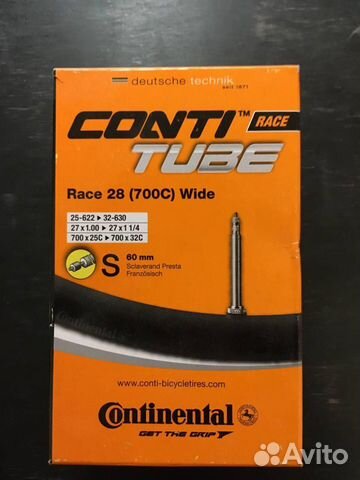 deutsche technik
seit 1871
CONTI™ RACE
TUBE
Race 28 (700C) Wide
25-622 ▸ 32-630
27 x 1.00 ▸ 27 x 1 1/4
700 x 25C ▸ 700 x 32C
S 60 mm
Sclaverand Presta
Französisch
www.conti-bicycletires.com
Continental
GET THE GRIP
Avito